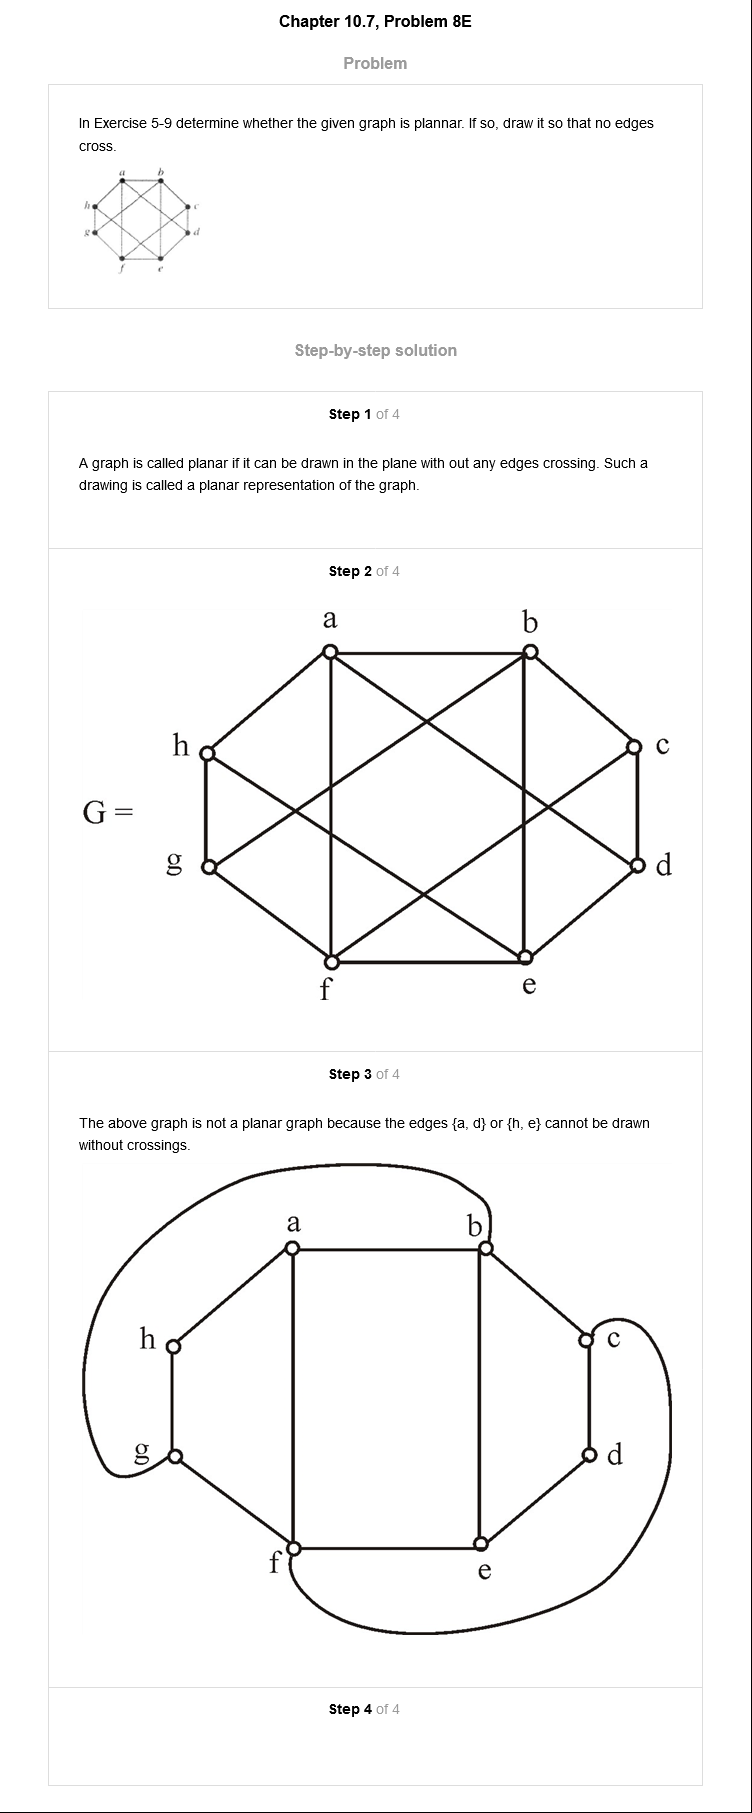 Chapter 10.7, Problem 8E
Problem
In Exercise 5-9 determine whether the given graph is plannar. If so, draw it so that no edges
cross.
a b
h c
g d
f e
Step-by-step solution
Step 1 of 4
A graph is called planar if it can be drawn in the plane with out any edges crossing. Such a
drawing is called a planar representation of the graph.
Step 2 of 4
a b
h c
G =
g d
f e
Step 3 of 4
The above graph is not a planar graph because the edges {a, d} or {h, e} cannot be drawn
without crossings.
a b
h c
g d
f e
Step 4 of 4